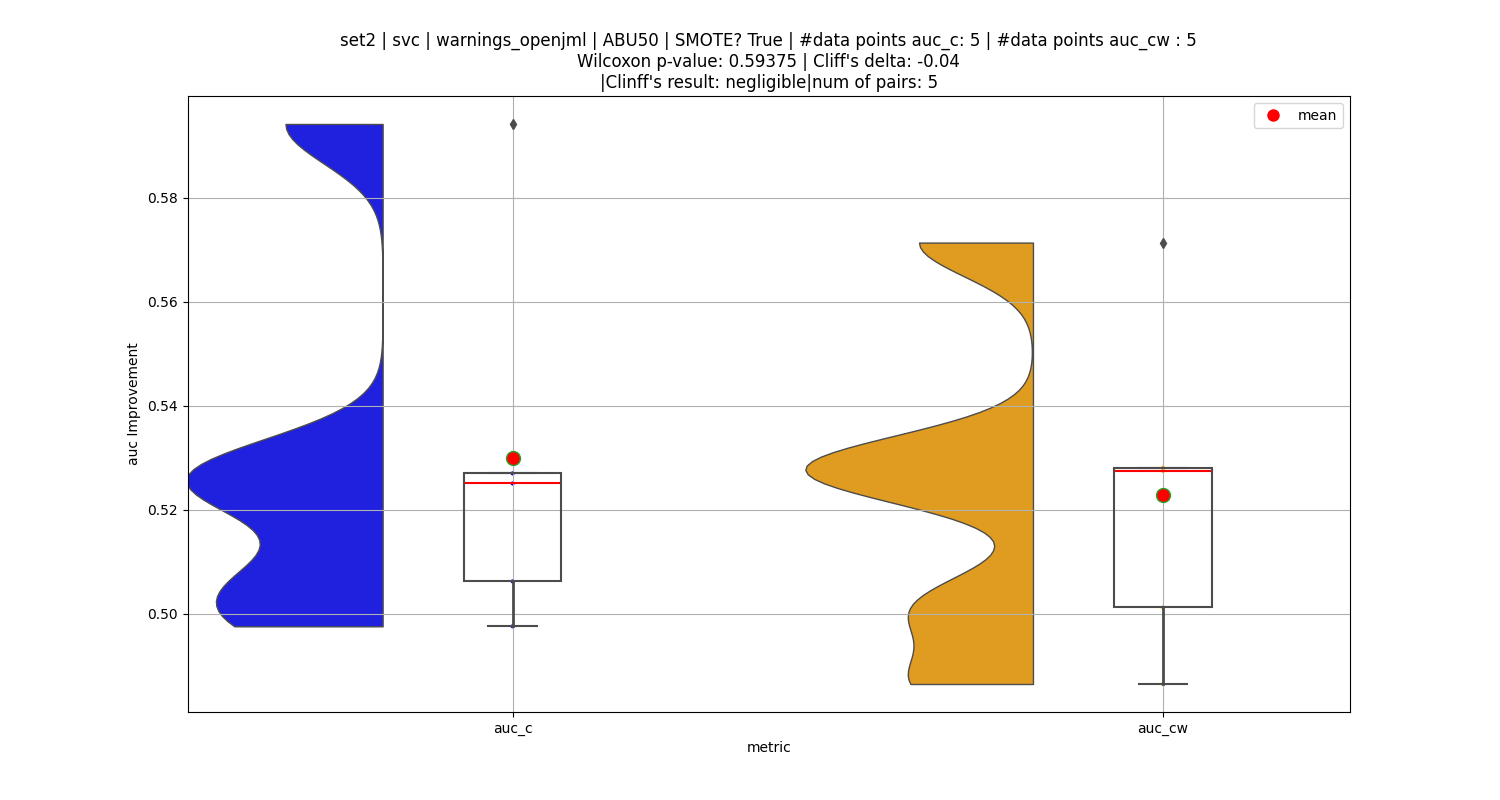 set2 | svc | warnings_openjml | ABU50 | SMOTE? True | #data points auc_c: 5 | #data points auc_cw : 5
Wilcoxon p-value: 0.59375 | Cliff's delta: -0.04
|Clinff's result: negligible|num of pairs: 5
mean
0.58
0.56
0.54
0.52
0.50
auc Improvement
auc_c
auc_cw
metric